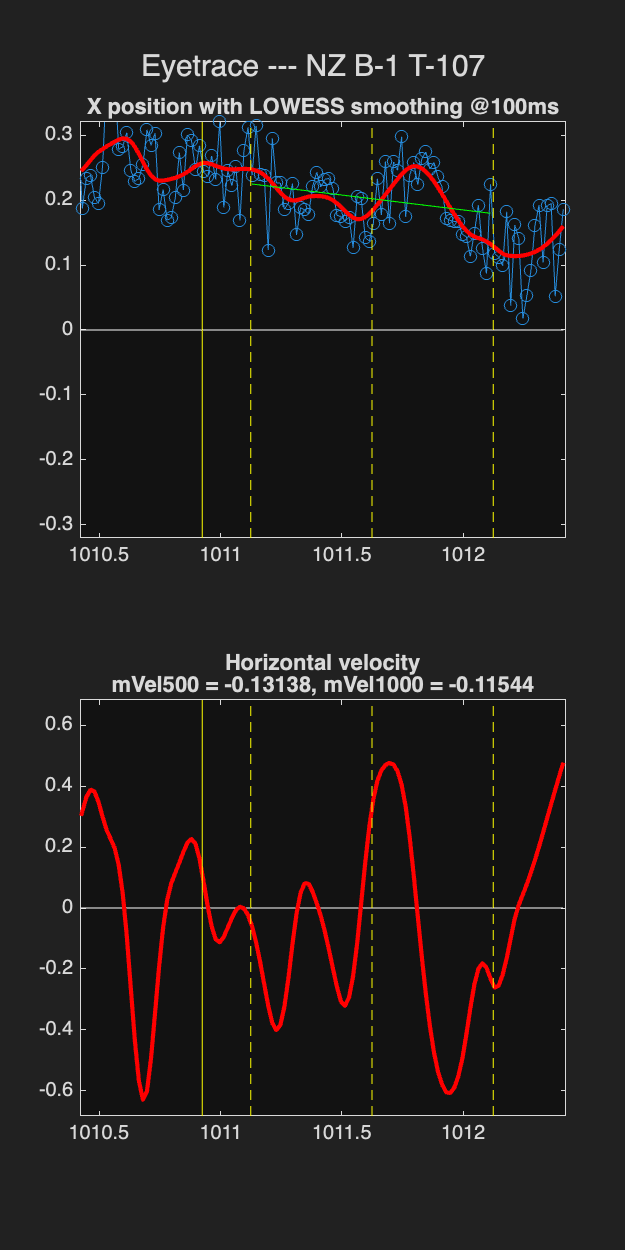 Eyetrace --- NZ B-1 T-107
X position with LOWESS smoothing @100ms
0.3
0.2
0.1
0
-0.1
-0.2
-0.3
1010.5 1011 1011.5 1012
Horizontal velocity
mVel500 = -0.13138, mVel1000 = -0.11544
0.6
0.4
0.2
0
-0.2
-0.4
-0.6
1010.5 1011 1011.5 1012